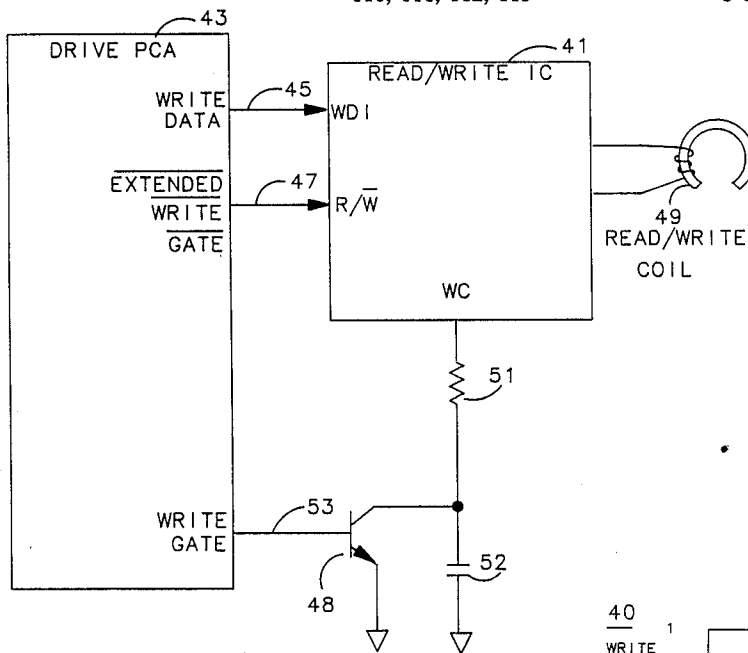 43
DRIVE PCA
WRITE
DATA
EXTENDED
WRITE
GATE
WRITE
GATE
45
47
53
41
READ/WRITE IC
WDI
R/W̅
WC
49
READ/WRITE
COIL
51
52
48
40
WRITE 1